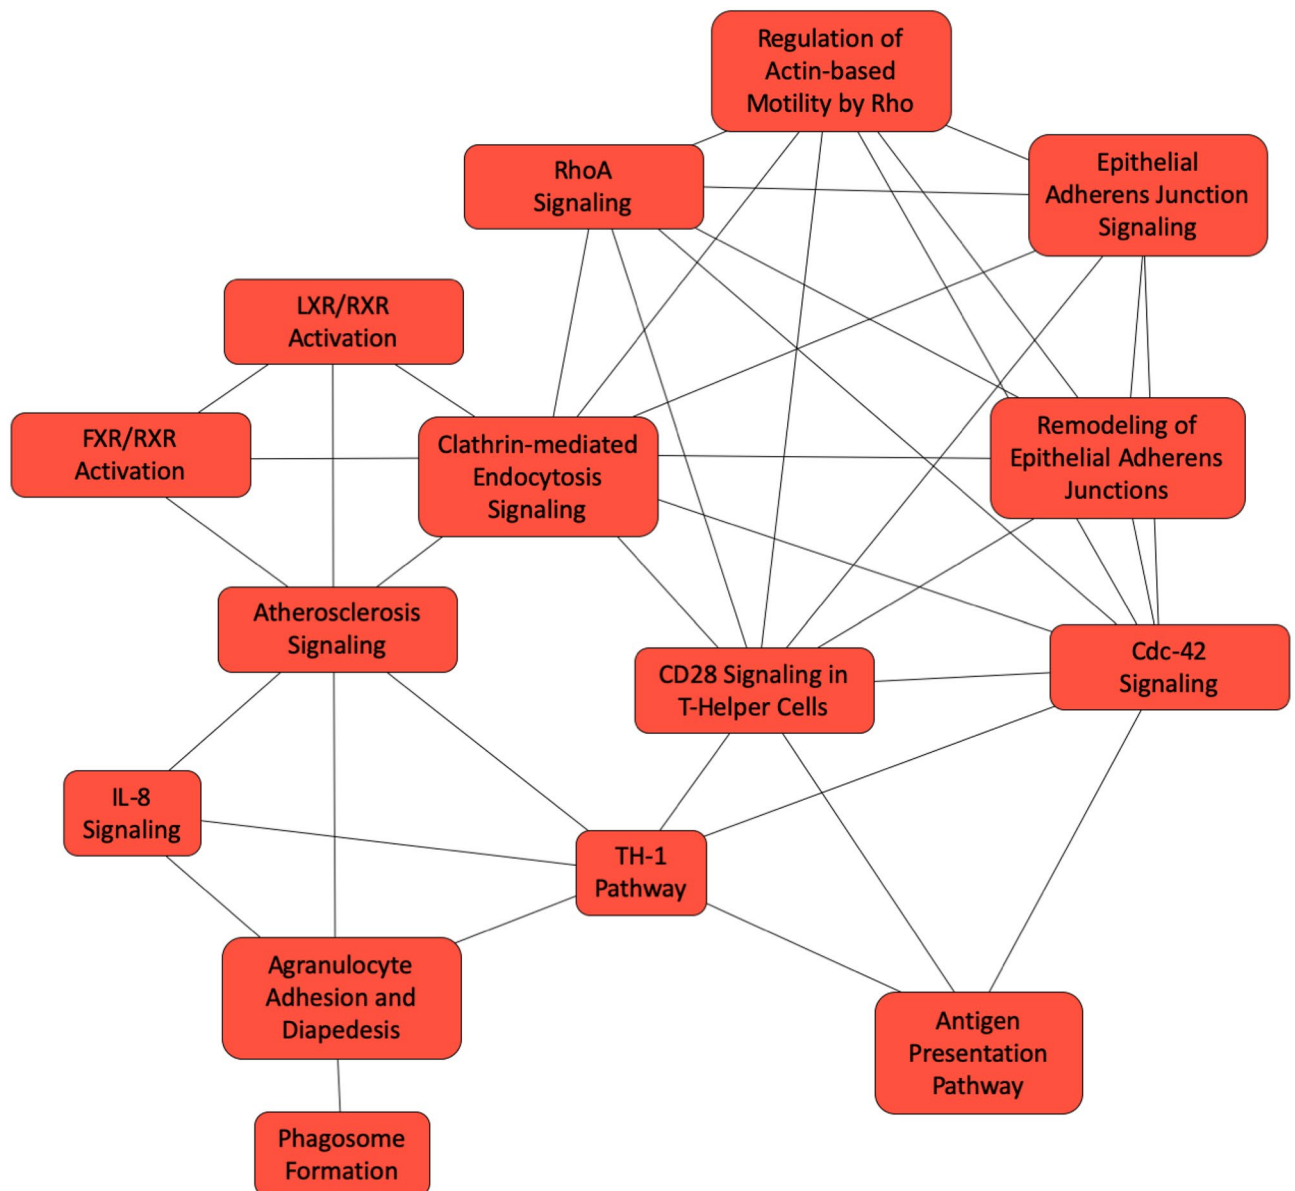 Regulation of
Actin-based
Motility by Rho
RhoA
Signaling
Epithelial
Adherens Junction
Signaling
LXR/RXR
Activation
FXR/RXR
Activation
Clathrin-mediated
Endocytosis
Signaling
Remodeling of
Epithelial Adherens
Junctions
Atherosclerosis
Signaling
CD28 Signaling in
T-Helper Cells
Cdc-42
Signaling
IL-8
Signaling
TH-1
Pathway
Agranulocyte
Adhesion and
Diapedesis
Antigen
Presentation
Pathway
Phagosome
Formation